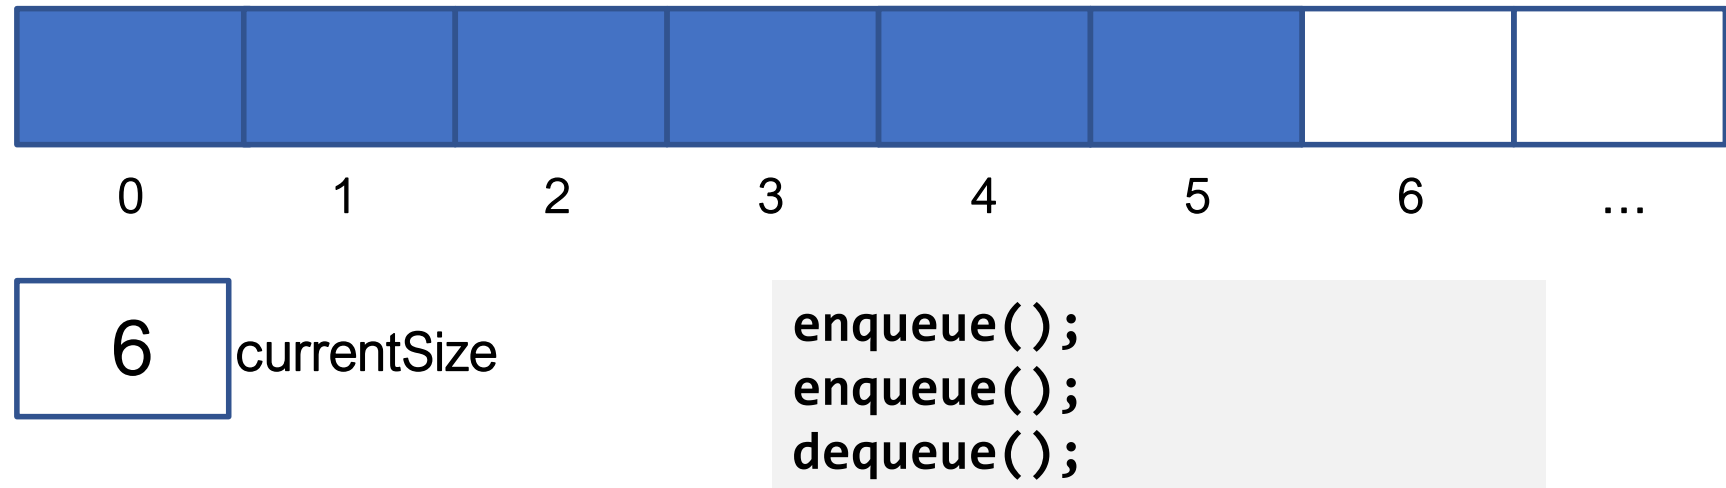 0 1 2 3 4 5 6 ...
6 currentSize
enqueue();
enqueue();
dequeue();